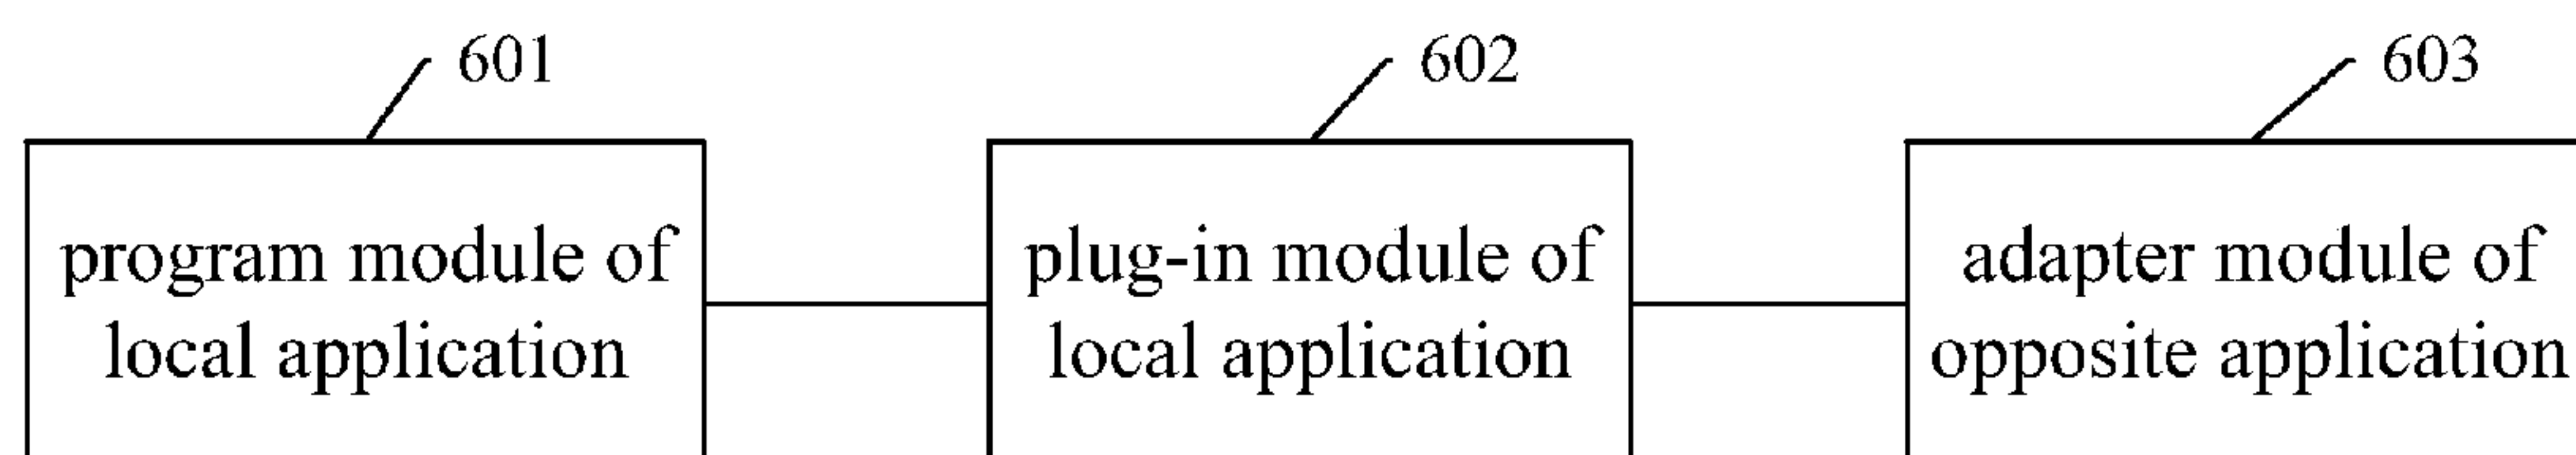 601
602
603
program module of
local application
plug-in module of
local application
adapter module of
opposite application